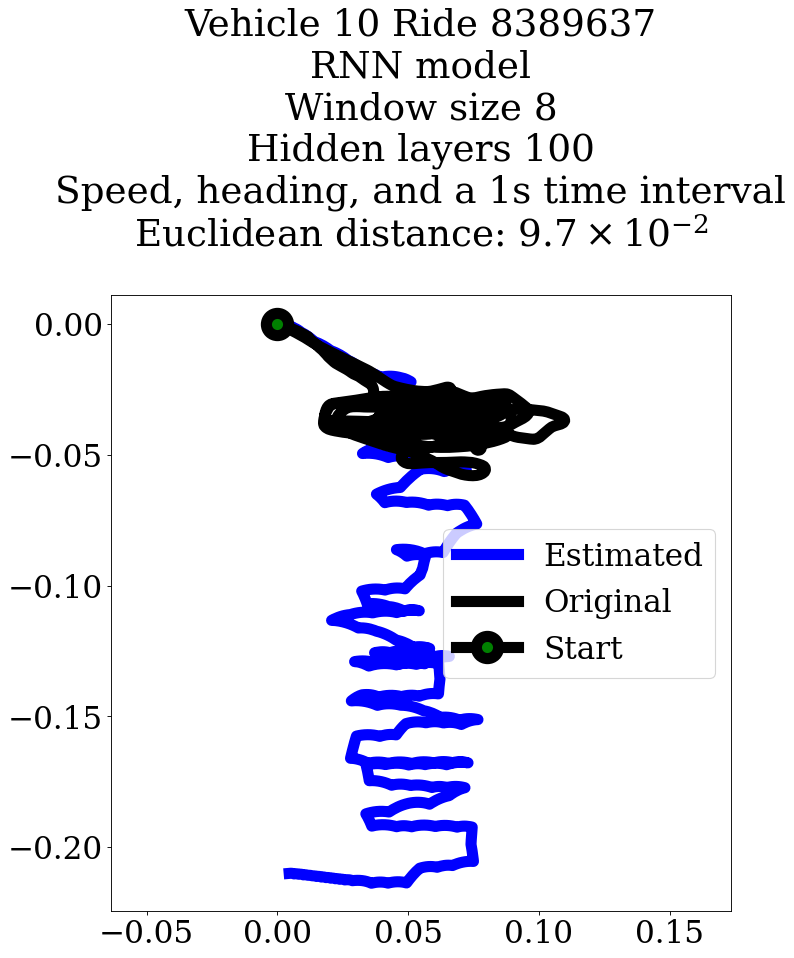 Vehicle 10 Ride 8389637
RNN model
Window size 8
Hidden layers 100
Speed, heading, and a 1s time interval
Euclidean distance: 9.7 × 10⁻²
0.00
−0.05
−0.10
−0.15
−0.20
Estimated
Original
Start
−0.05 0.00 0.05 0.10 0.15